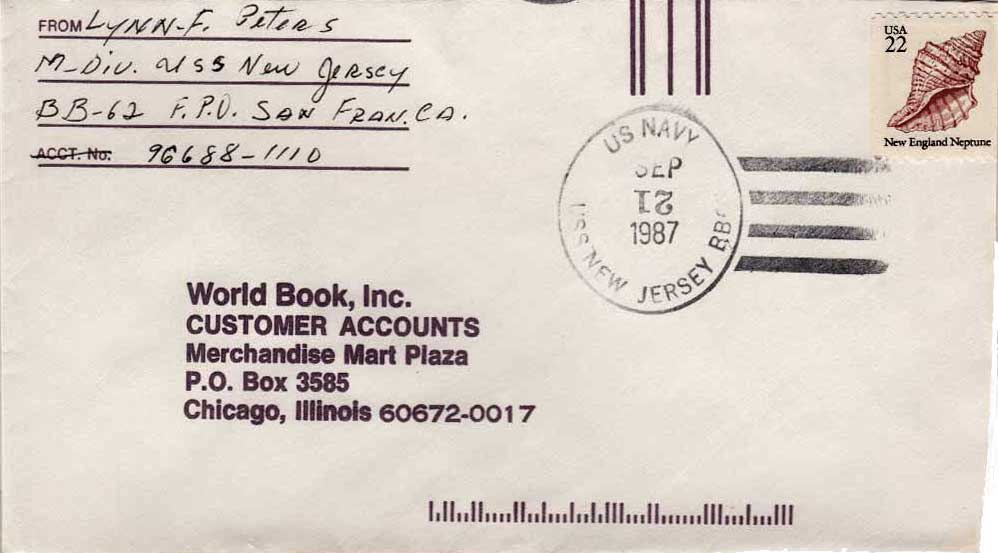 FROM Lynn-F. Peters
M-Div. USS New Jersey
BB-62 F.P.O. SAN FRAN.CA.
ACCT. No. 96688-1110
USA
22
New England Neptune
US NAVY
SEP
21
1987
USS NEW JERSEY BB
World Book, Inc.
CUSTOMER ACCOUNTS
Merchandise Mart Plaza
P.O. Box 3585
Chicago, Illinois 60672-0017